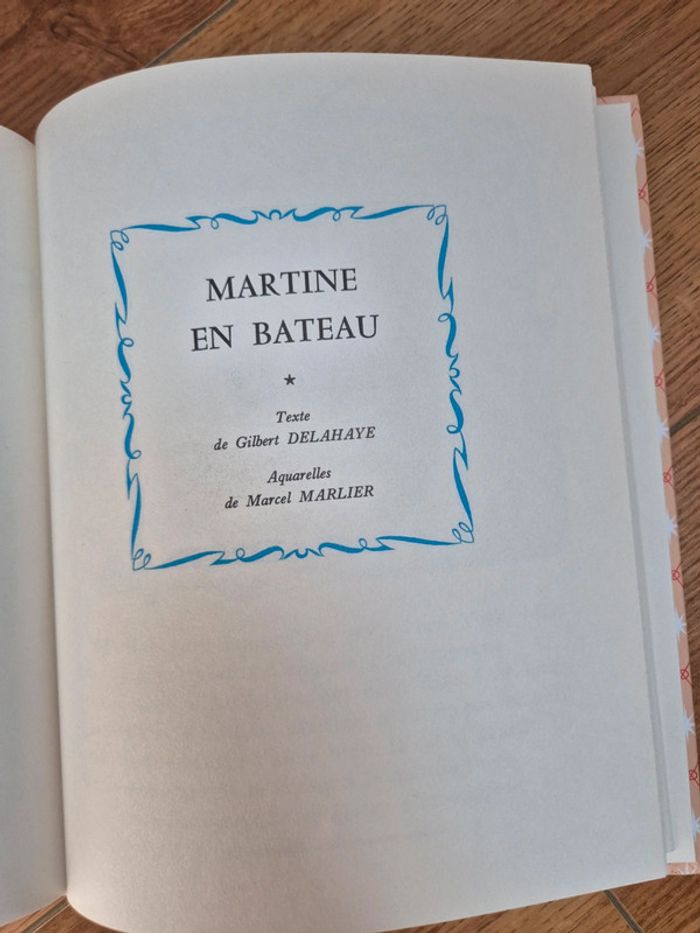 MARTINE
EN BATEAU
★
Texte
de Gilbert DELAHAYE
Aquarelles
de Marcel MARLIER